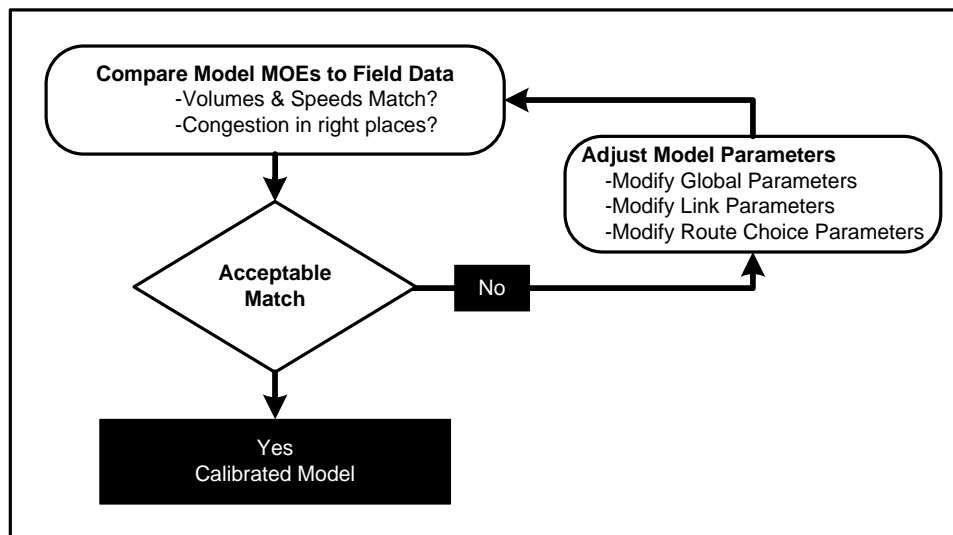 Compare Model MOEs to Field Data
-Volumes & Speeds Match?
-Congestion in right places?
Adjust Model Parameters
-Modify Global Parameters
-Modify Link Parameters
-Modify Route Choice Parameters
Acceptable
Match
No
Yes
Calibrated Model